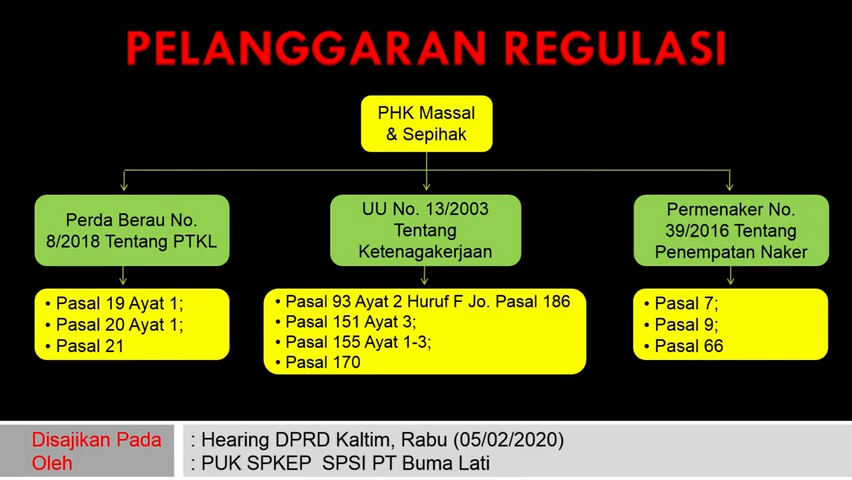 PELANGGARAN REGULASI
PHK Massal
& Sepihak
Perda Berau No.
8/2018 Tentang PTKL
UU No. 13/2003
Tentang
Ketenagakerjaan
Permenaker No.
39/2016 Tentang
Penempatan Naker
• Pasal 19 Ayat 1;
• Pasal 20 Ayat 1;
• Pasal 21
• Pasal 93 Ayat 2 Huruf F Jo. Pasal 186
• Pasal 151 Ayat 3;
• Pasal 155 Ayat 1-3;
• Pasal 170
• Pasal 7;
• Pasal 9;
• Pasal 66
Disajikan Pada : Hearing DPRD Kaltim, Rabu (05/02/2020)
Oleh : PUK SPKEP SPSI PT Buma Lati